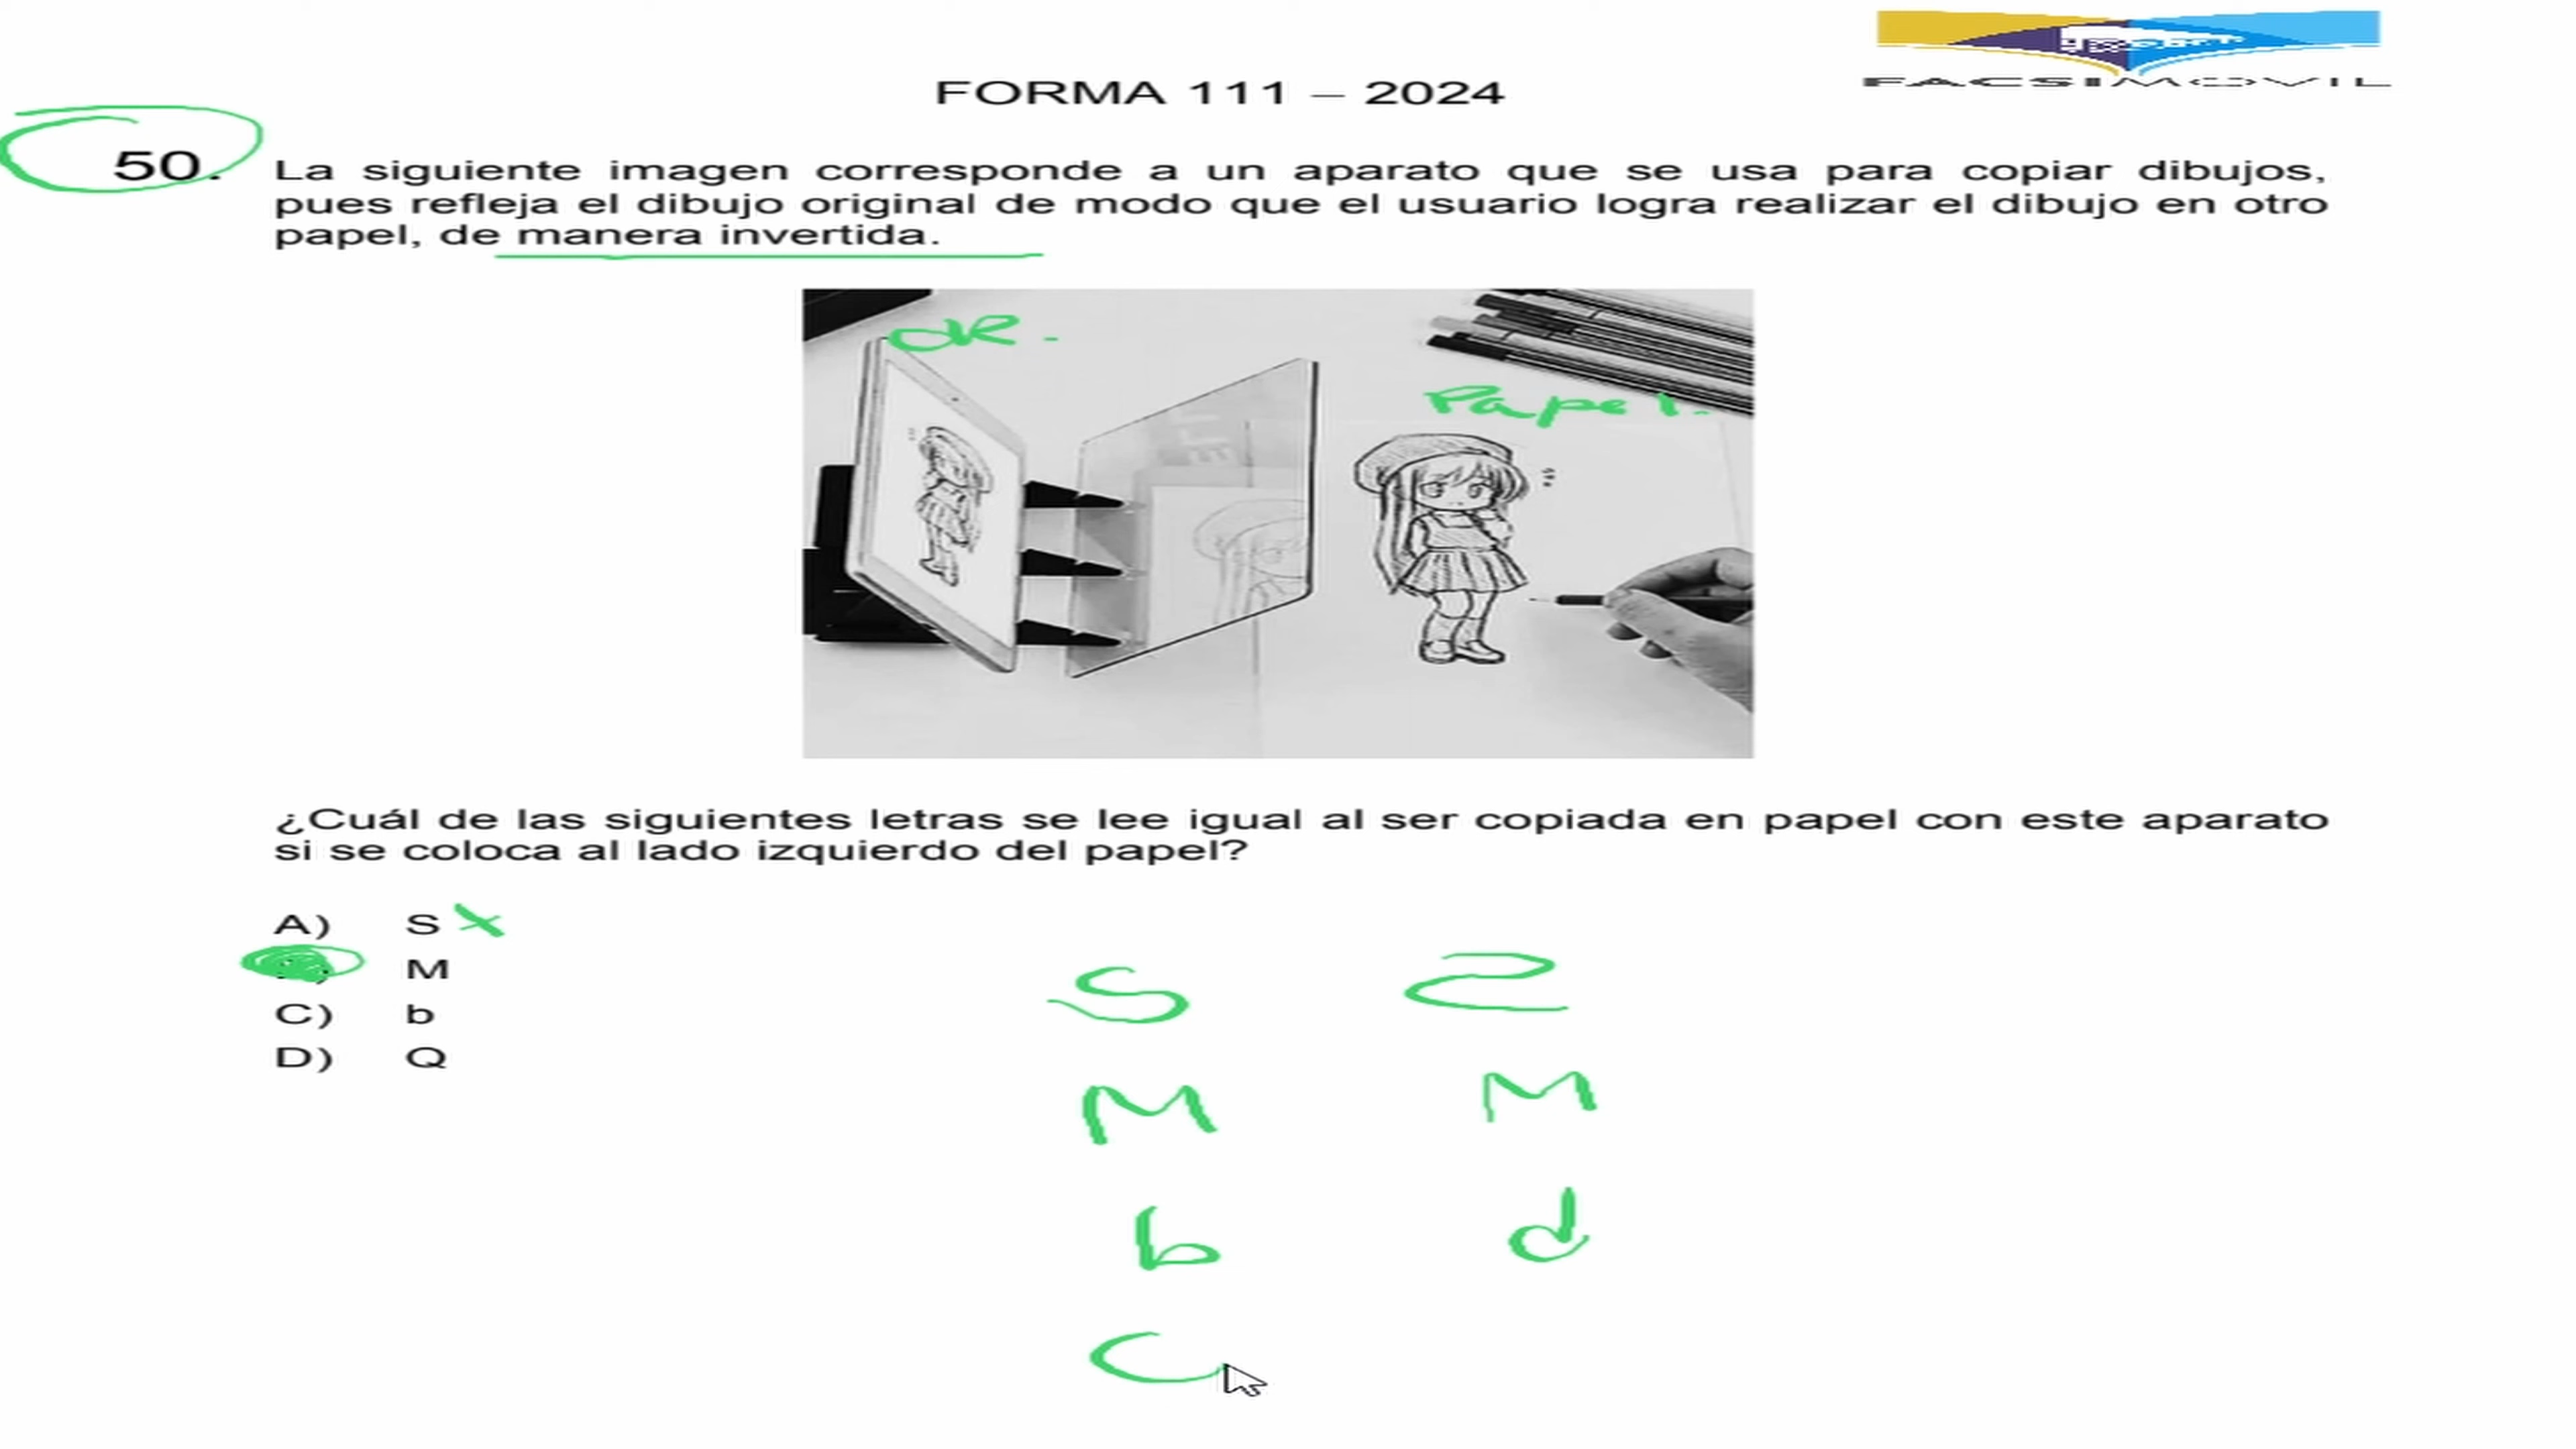 FACSIMOVIL
FORMA 111 – 2024
50. La siguiente imagen corresponde a un aparato que se usa para copiar dibujos,
pues refleja el dibujo original de modo que el usuario logra realizar el dibujo en otro
papel, de manera invertida.
OR.
Papel.
¿Cuál de las siguientes letras se lee igual al ser copiada en papel con este aparato
si se coloca al lado izquierdo del papel?
A) S x
M
C) b
D) Q
S
M M
b d
C